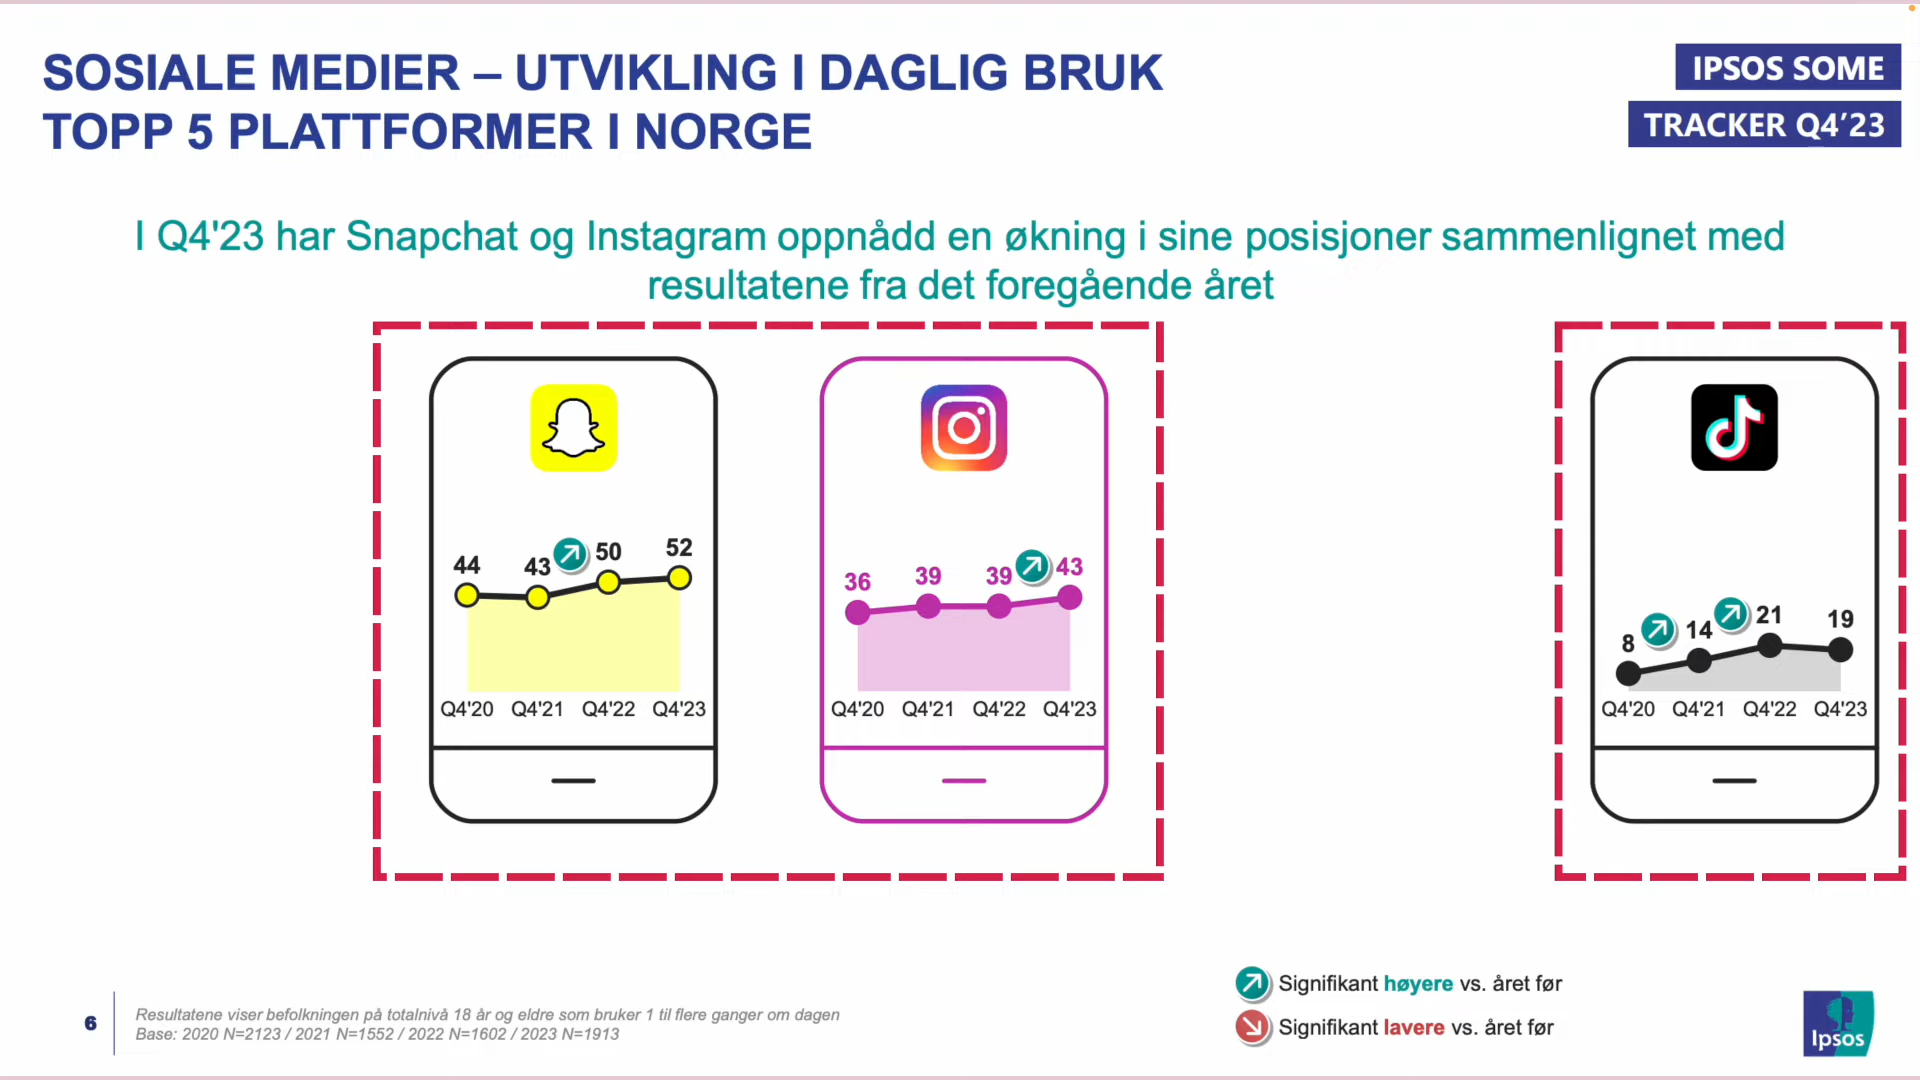 SOSIALE MEDIER – UTVIKLING I DAGLIG BRUK
TOPP 5 PLATTFORMER I NORGE
IPSOS SOME
TRACKER Q4’23
I Q4'23 har Snapchat og Instagram oppnådd en økning i sine posisjoner sammenlignet med
resultatene fra det foregående året
44 43 50 52
Q4'20 Q4'21 Q4'22 Q4'23
36 39 39 43
Q4'20 Q4'21 Q4'22 Q4'23
8 14 21 19
Q4'20 Q4'21 Q4'22 Q4'23
Signifikant høyere vs. året før
Signifikant lavere vs. året før
6
Resultatene viser befolkningen på totalnivå 18 år og eldre som bruker 1 til flere ganger om dagen
Base: 2020 N=2123 / 2021 N=1552 / 2022 N=1602 / 2023 N=1913
Ipsos